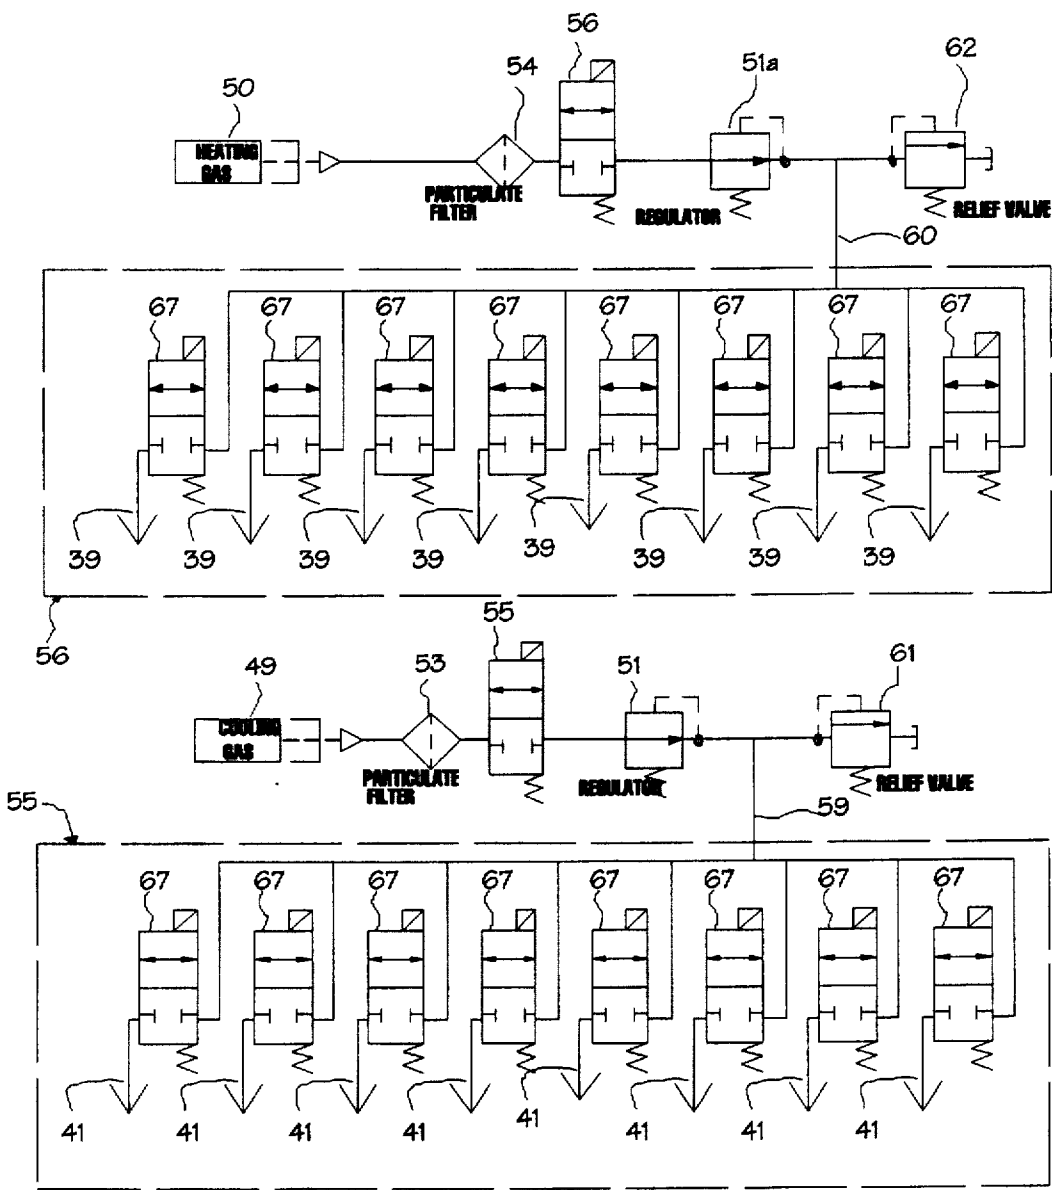 56
62
54
51a
50
HEATING
GAS
PARTICULATE
FILTER
REGULATOR
RELIEF VALVE
60
67 67 67 67 67 67 67 67
39 39 39 39 39 39 39 39
56
55
49
53
51
61
COOLING
GAS
PARTICULATE
FILTER
REGULATOR
RELIEF VALVE
55
59
67 67 67 67 67 67 67 67
41 41 41 41 41 41 41 41